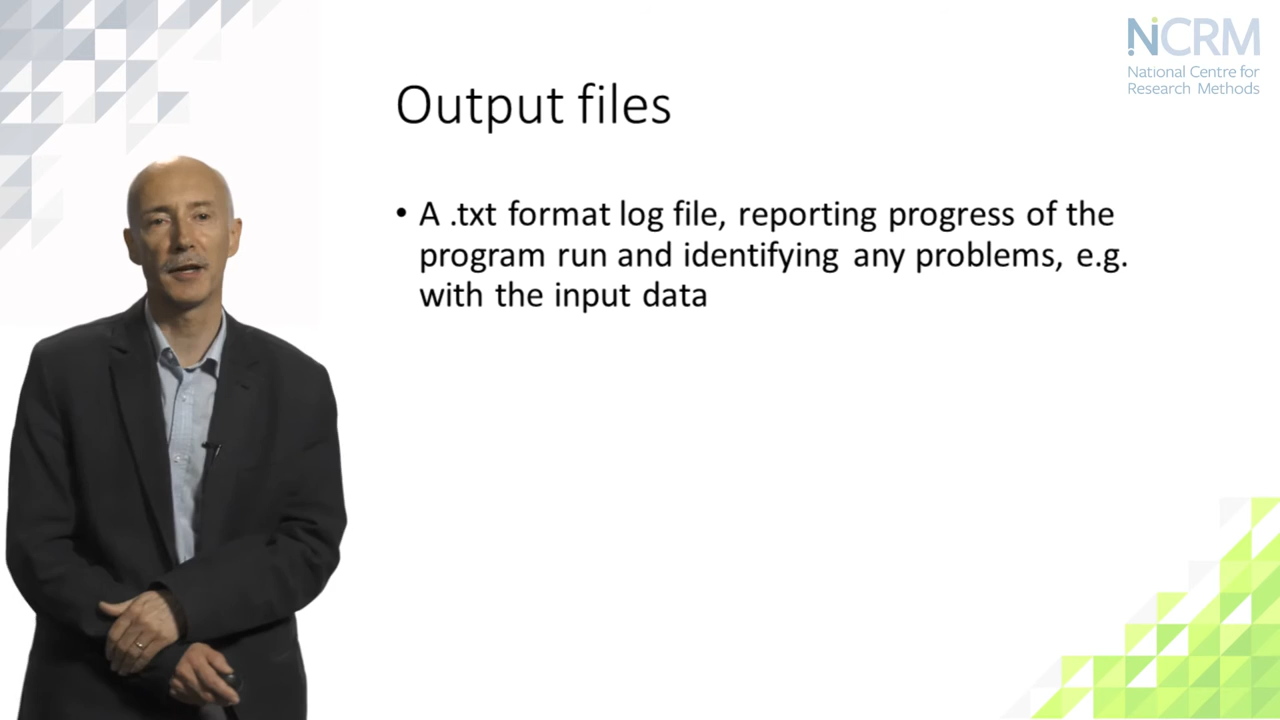 NCRM
National Centre for
Research Methods
Output files
• A .txt format log file, reporting progress of the
program run and identifying any problems, e.g.
with the input data